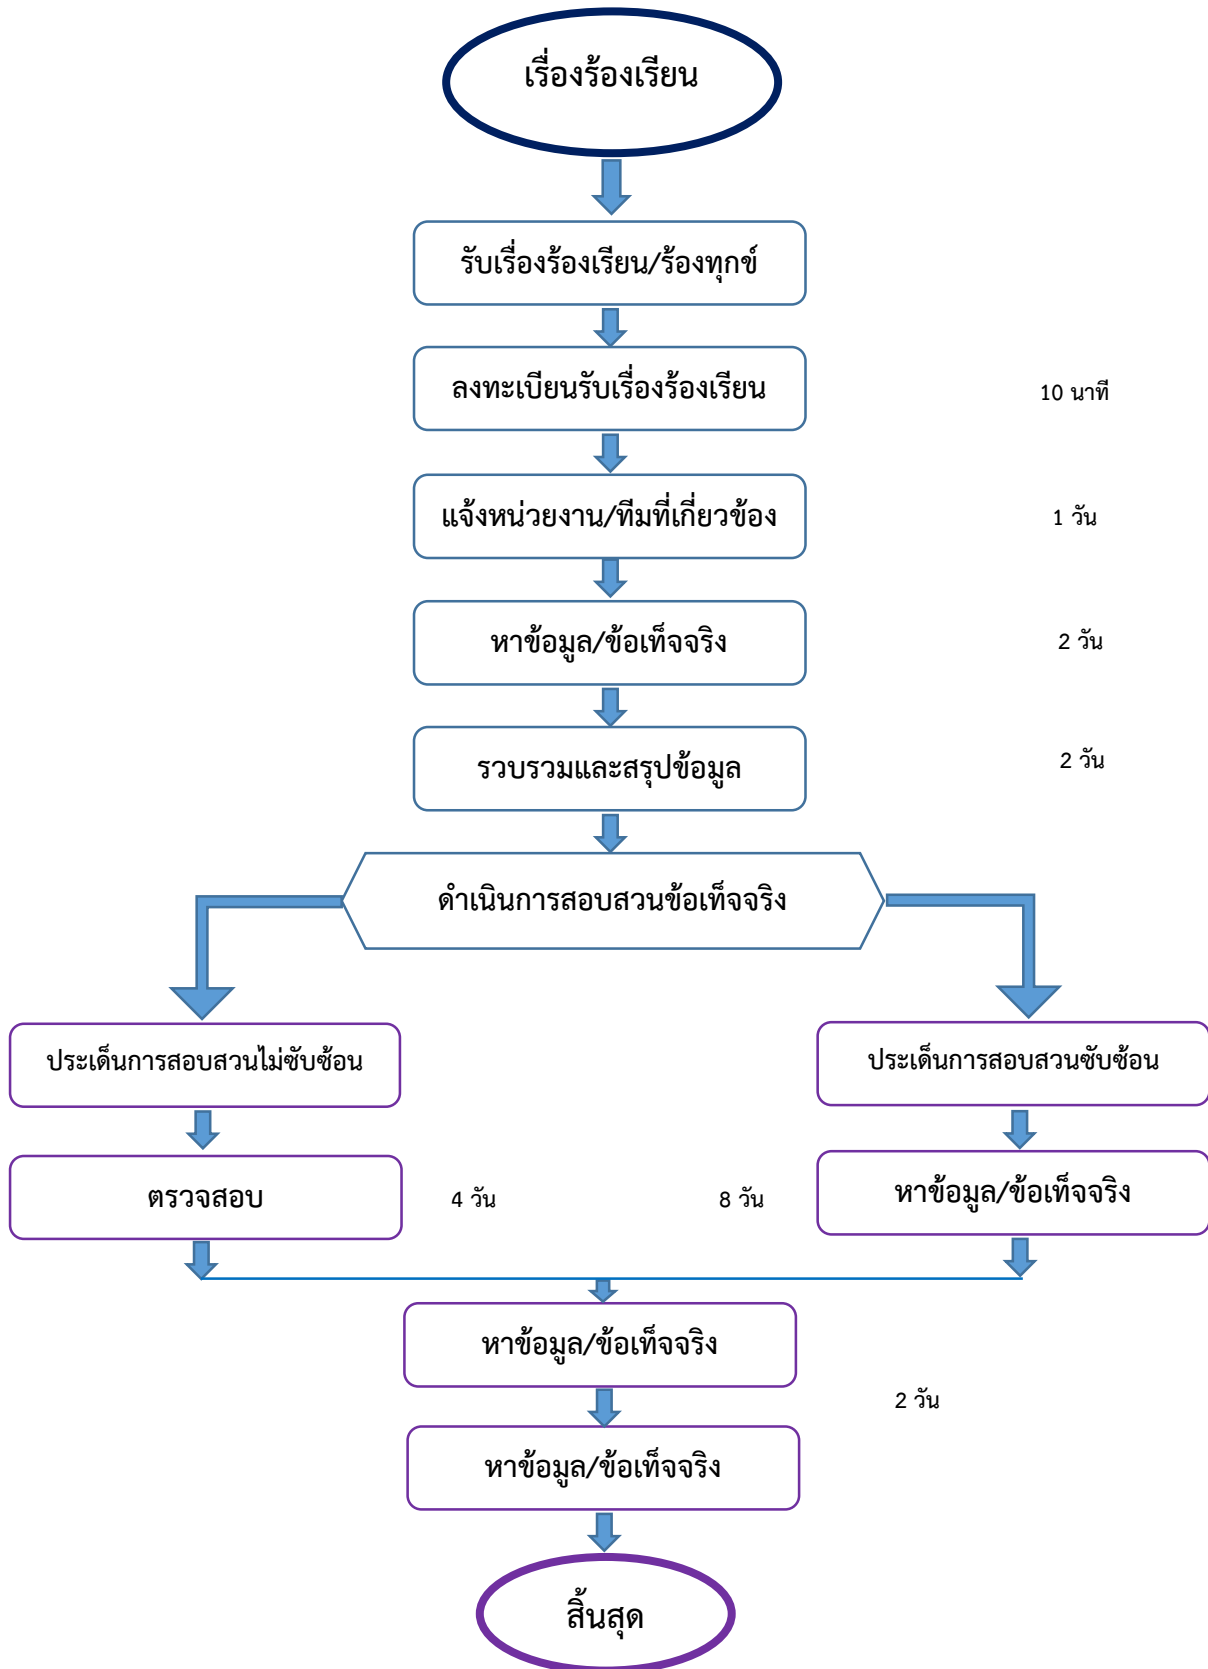 เรื่องร้องเรียน
รับเรื่องร้องเรียน/ร้องทุกข์
ลงทะเบียนรับเรื่องร้องเรียน
10 นาที
แจ้งหน่วยงาน/ทีมที่เกี่ยวข้อง
1 วัน
หาข้อมูล/ข้อเท็จจริง
2 วัน
รวบรวมและสรุปข้อมูล
2 วัน
ดำเนินการสอบสวนข้อเท็จจริง
ประเด็นการสอบสวนไม่ซับซ้อน
ประเด็นการสอบสวนซับซ้อน
ตรวจสอบ
4 วัน
8 วัน
หาข้อมูล/ข้อเท็จจริง
หาข้อมูล/ข้อเท็จจริง
2 วัน
หาข้อมูล/ข้อเท็จจริง
สิ้นสุด